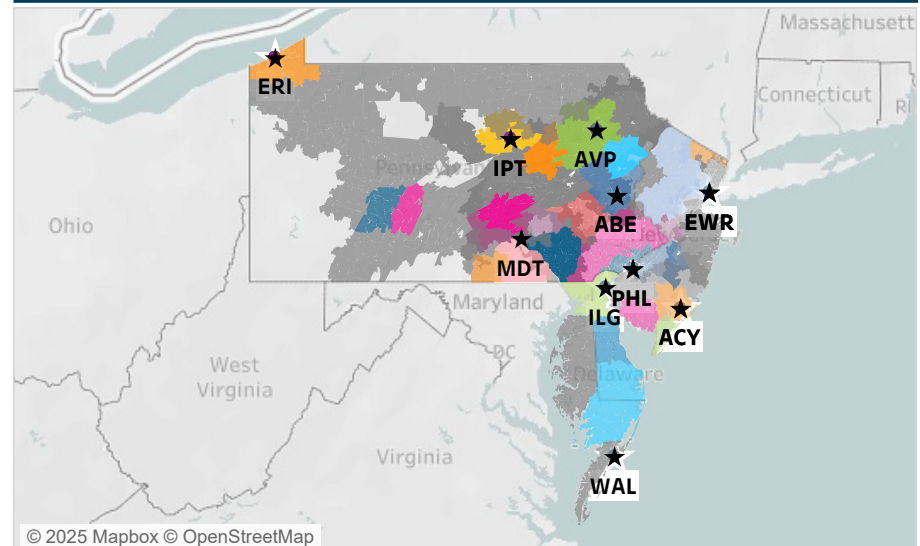 Massachusett
Connecticut
R
ERI
IPT
AVP
Pennsylvan
ABE
EWR
Ohio
MDT
PHL
ILG
Maryland
ACY
DC
West
Virginia
Delaware
Virginia
WAL
© 2025 Mapbox © OpenStreetMap